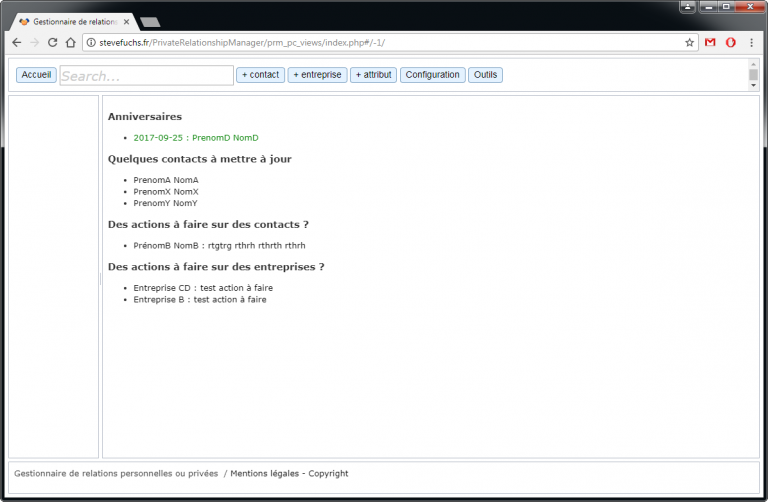 Gestionnaire de relations
stevefuchs.fr/PrivateRelationshipManager/prm_pc_views/index.php#/-1/
Accueil Search... + contact + entreprise + attribut Configuration Outils
Anniversaires
2017-09-25 : PrenomD NomD
Quelques contacts à mettre à jour
PrenomA NomA
PrenomX NomX
PrenomY NomY
Des actions à faire sur des contacts ?
PrénomB NomB : rtgtrg rthrh rthrth rthrh
Des actions à faire sur des entreprises ?
Entreprise CD : test action à faire
Entreprise B : test action à faire
Gestionnaire de relations personnelles ou privées / Mentions légales - Copyright